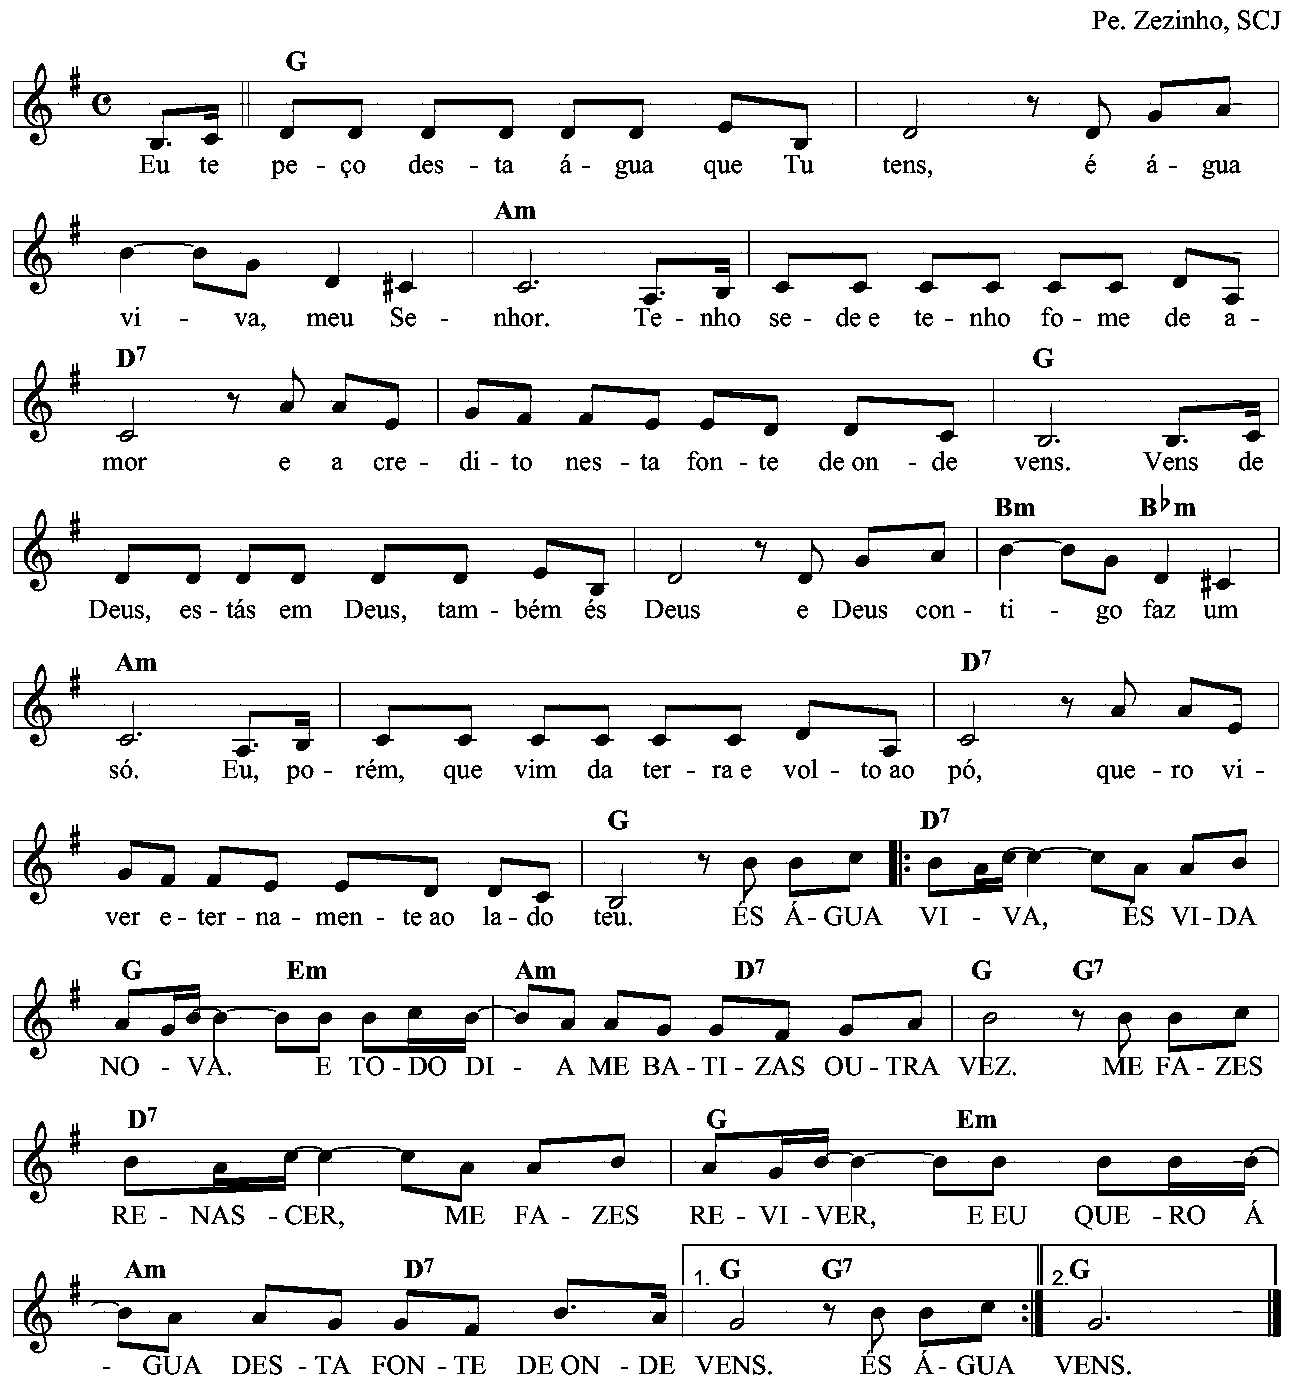 Pe. Zezinho, SCJ
G
Eu te pe - ço des - ta á - gua que Tu tens, é á - gua
Am
vi - va, meu Se - nhor. Te - nho se - de e te - nho fo - me de a -
D7 G
mor e a cre - di - to nes - ta fon - te de on - de vens. Vens de
Bm B♭m
Deus, es - tás em Deus, tam - bém és Deus e Deus con - ti - go faz um
Am D7
só. Eu, po - rém, que vim da ter - ra e vol - to ao pó, que - ro vi -
G D7
ver e - ter - na - men - te ao la - do teu. ÉS Á - GUA VI - VA, ÉS VI - DA
G Em Am D7 G G7
NO - VA. E TO - DO DI - A ME BA - TI - ZAS OU - TRA VEZ. ME FA - ZES
D7 G Em
RE - NAS - CER, ME FA - ZES RE - VI - VER, E EU QUE - RO Á
Am D7 1. G G7 2. G
- GUA DES - TA FON - TE DE ON - DE VENS. ÉS Á - GUA VENS.